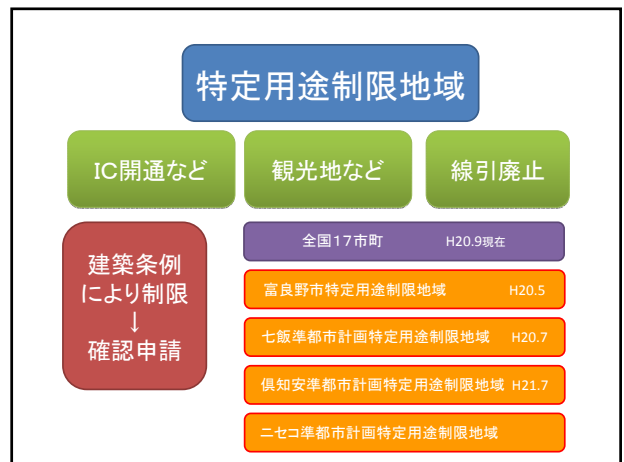 特定用途制限地域
IC開通など
観光地など
線引廃止
建築条例
により制限
↓
確認申請
全国17市町 H20.9現在
富良野市特定用途制限地域 H20.5
七飯準都市計画特定用途制限地域 H20.7
倶知安準都市計画特定用途制限地域 H21.7
ニセコ準都市計画特定用途制限地域